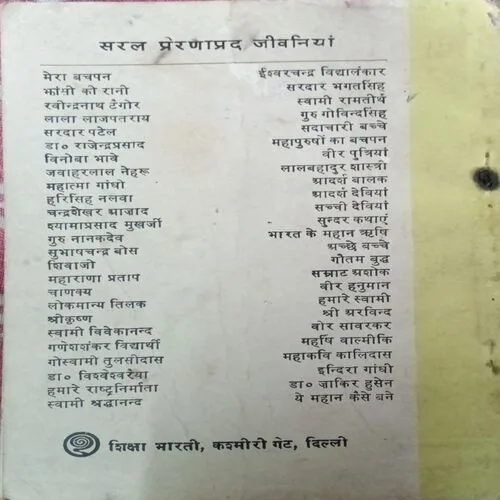 सरल प्रेरणाप्रद जीवनियां
मेरा बचपन
झांसी की रानी
रवीन्द्रनाथ टैगोर
लाला लाजपतराय
सरदार पटेल
डा० राजेन्द्रप्रसाद
विनोबा भावे
जवाहरलाल नेहरू
महात्मा गांधी
हरिसिंह नलवा
चन्द्रशेखर आजाद
श्यामाप्रसाद मुखर्जी
गुरु नानकदेव
सुभाषचन्द्र बोस
शिवाजी
महाराणा प्रताप
चाणक्य
लोकमान्य तिलक
श्रीकृष्ण
स्वामी विवेकानन्द
गणेशशंकर विद्यार्थी
गोस्वामी तुलसीदास
डा० विश्वेश्वरैया
हमारे राष्ट्रनिर्माता
स्वामी श्रद्धानन्द
ईश्वरचन्द्र विद्यालंकार
सरदार भगतसिंह
स्वामी रामतीर्थ
गुरु गोविन्दसिंह
सदाचारी बच्चे
महापुरुषों का बचपन
वीर पुत्रियां
लालबहादुर शास्त्री
आदर्श बालक
आदर्श देवियां
सच्ची देवियां
सुन्दर कथाएं
भारत के महान ऋषि
अच्छे बच्चे
गौतम बुद्ध
सम्राट अशोक
वीर हनुमान
हमारे स्वामी
श्री अरविन्द
वीर सावरकर
महर्षि वाल्मीकि
महाकवि कालिदास
इन्दिरा गांधी
डा० ज़ाकिर हुसेन
ये महान कैसे बने
शिक्षा भारती, कश्मीरी गेट, दिल्ली